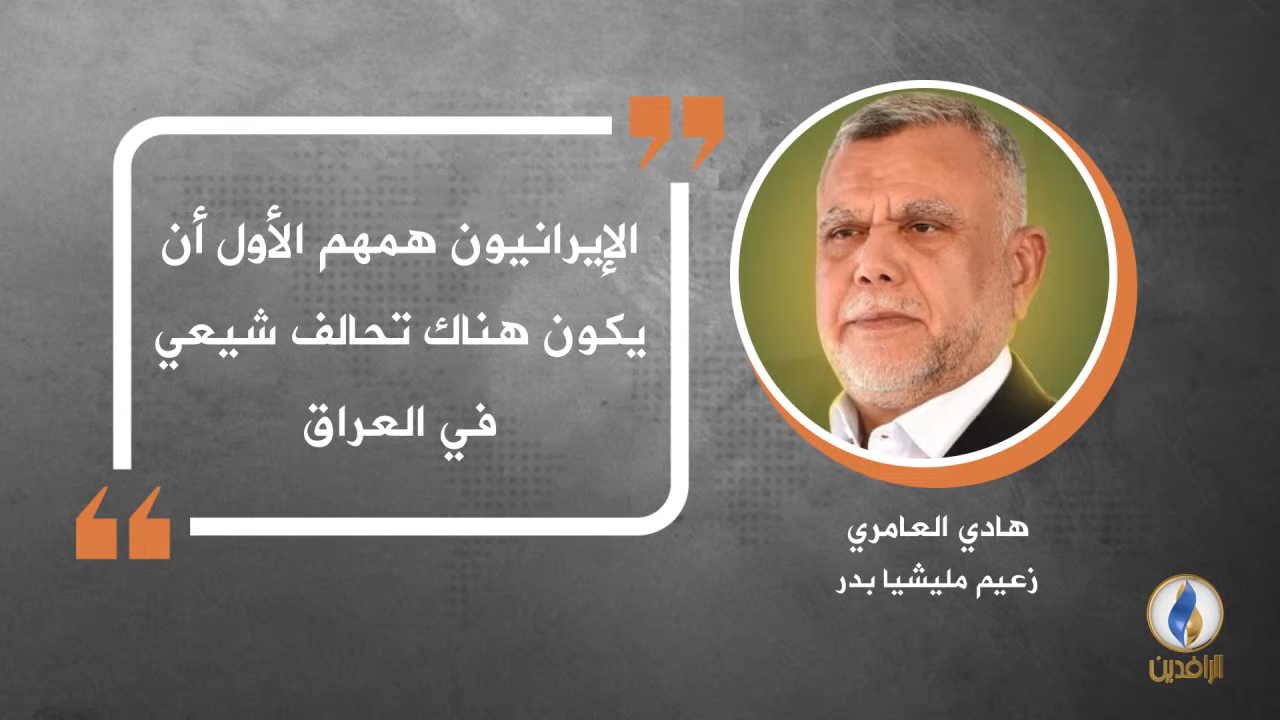 الإيرانيون همهم الأول أن
يكون هناك تحالف شيعي
في العراق
هادي العامري
زعيم مليشيا بدر
الرافدين